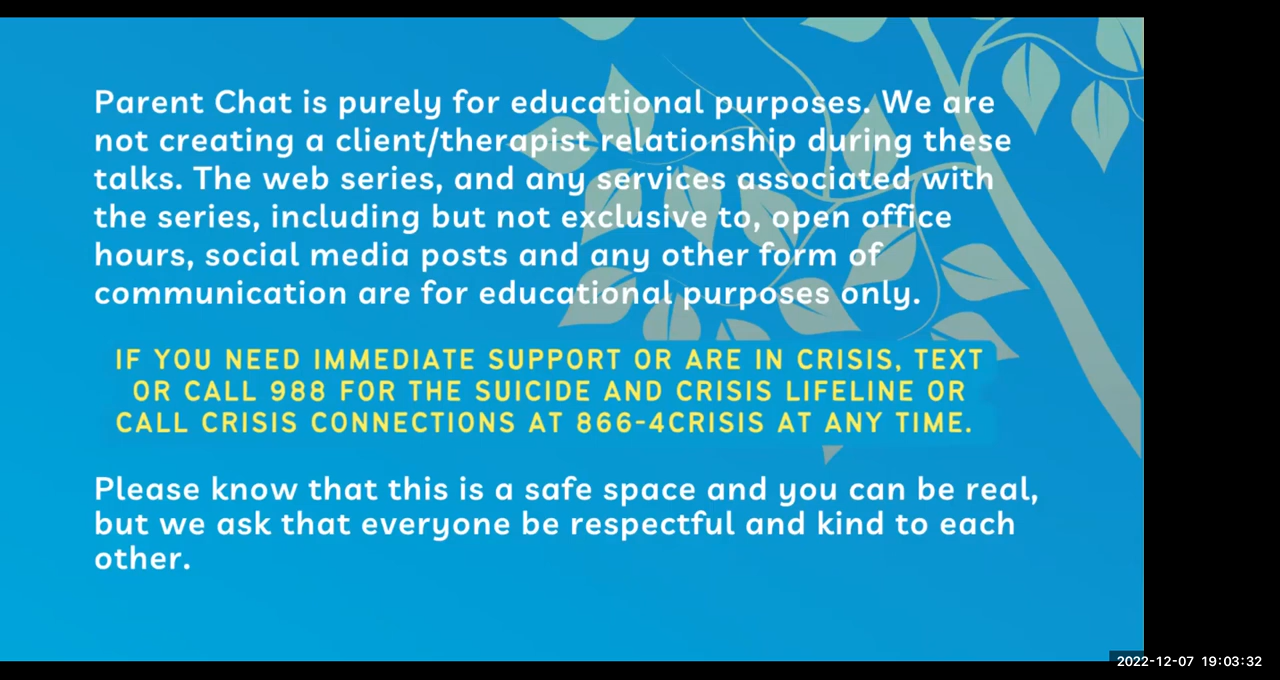 Parent Chat is purely for educational purposes. We are
not creating a client/therapist relationship during these
talks. The web series, and any services associated with
the series, including but not exclusive to, open office
hours, social media posts and any other form of
communication are for educational purposes only.
IF YOU NEED IMMEDIATE SUPPORT OR ARE IN CRISIS, TEXT
OR CALL 988 FOR THE SUICIDE AND CRISIS LIFELINE OR
CALL CRISIS CONNECTIONS AT 866-4CRISIS AT ANY TIME.
Please know that this is a safe space and you can be real,
but we ask that everyone be respectful and kind to each
other.
2022-12-07 19:03:32